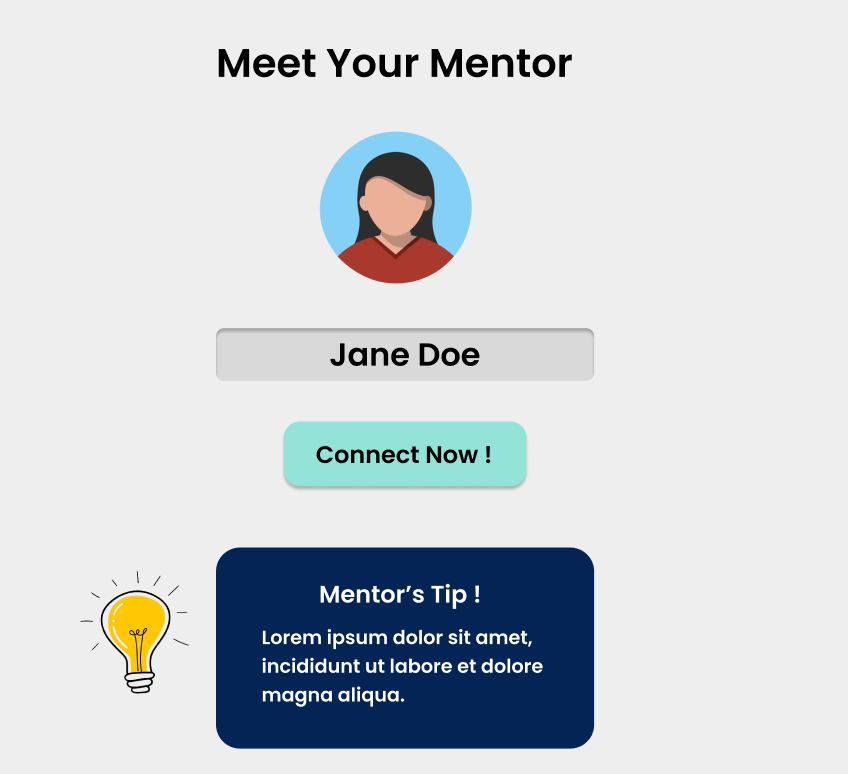 Meet Your Mentor
Jane Doe
Connect Now !
Mentor’s Tip !
Lorem ipsum dolor sit amet,
incididunt ut labore et dolore
magna aliqua.